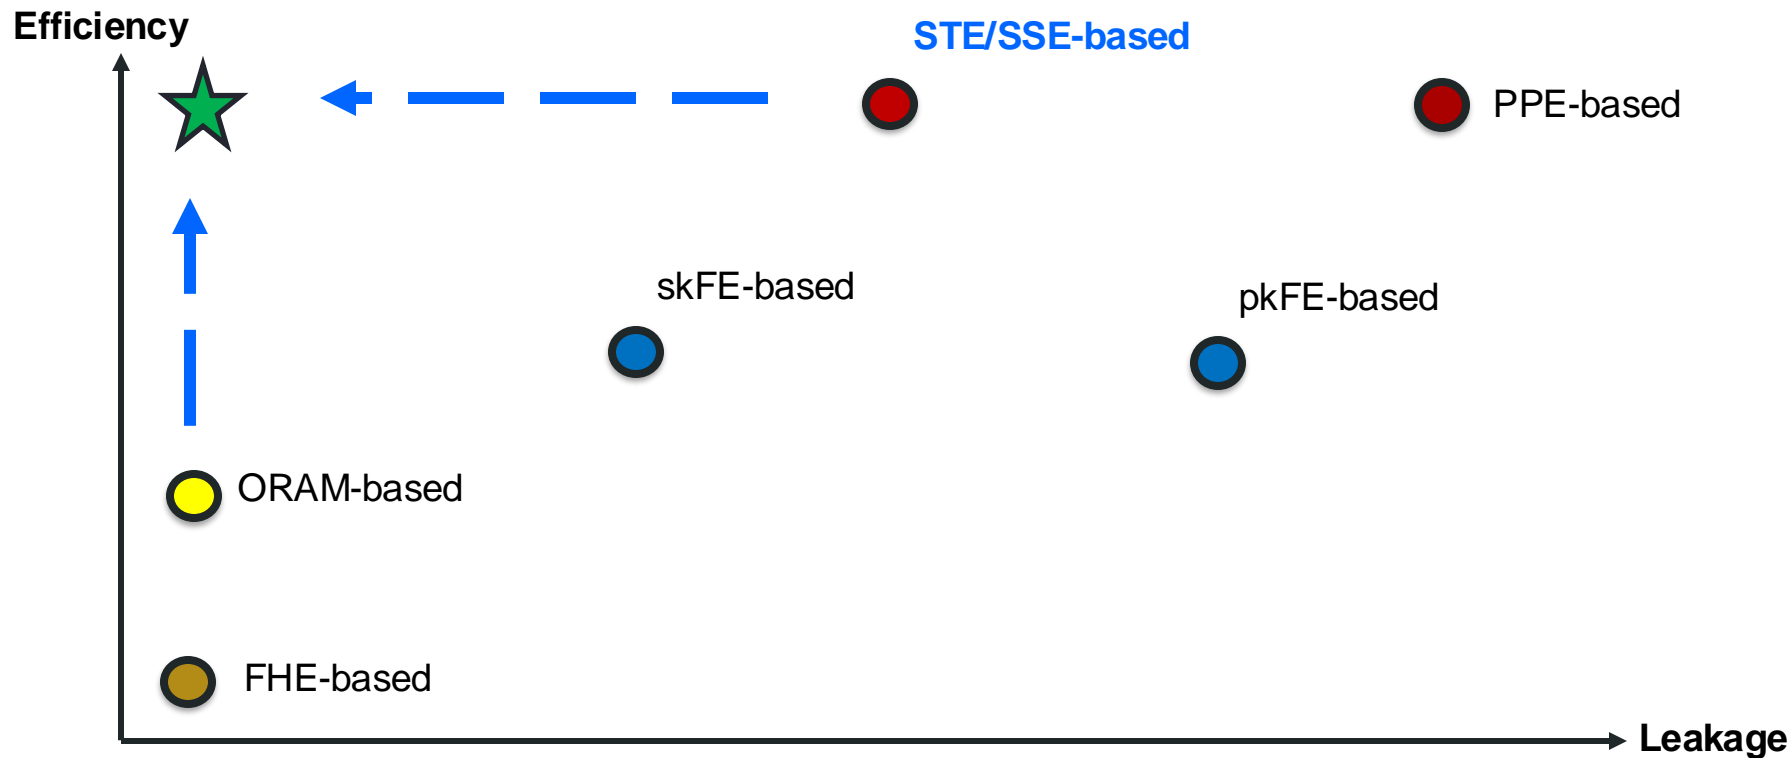 Efficiency
STE/SSE-based
PPE-based
skFE-based
pkFE-based
ORAM-based
FHE-based
Leakage